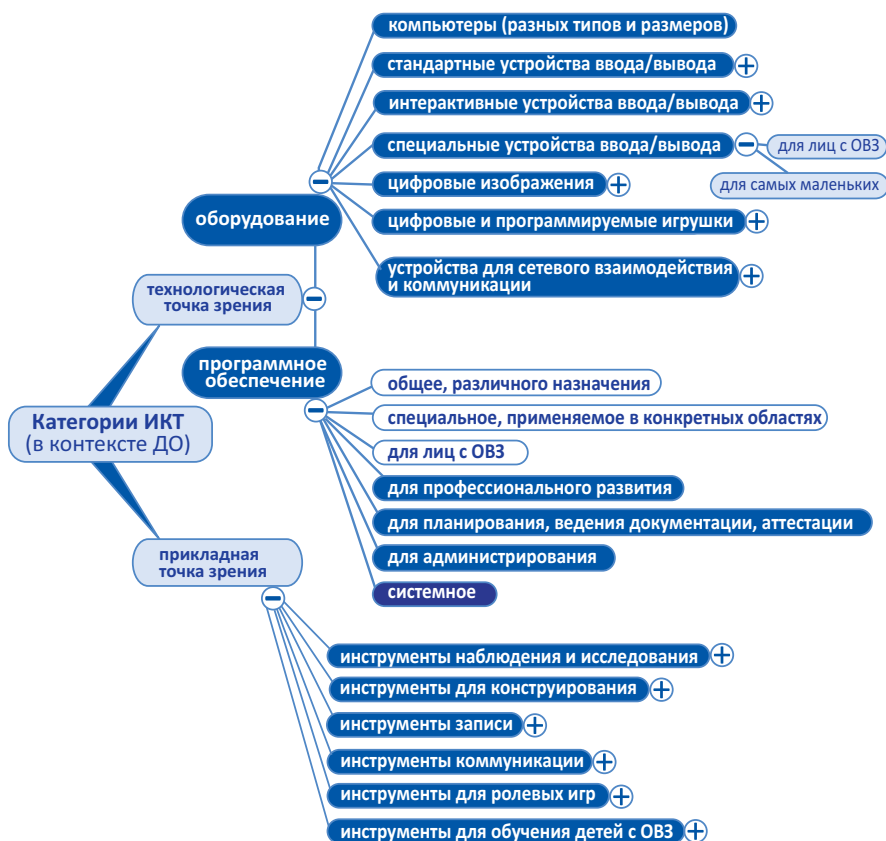 компьютеры (разных типов и размеров)
стандартные устройства ввода/вывода
интерактивные устройства ввода/вывода
специальные устройства ввода/вывода
для лиц с ОВЗ
для самых маленьких
цифровые изображения
оборудование
цифровые и программируемые игрушки
устройства для сетевого взаимодействия
и коммуникации
технологическая
точка зрения
программное
обеспечение
общее, различного назначения
специальное, применяемое в конкретных областях
Категории ИКТ
(в контексте ДО)
для лиц с ОВЗ
для профессионального развития
для планирования, ведения документации, аттестации
для администрирования
системное
прикладная
точка зрения
инструменты наблюдения и исследования
инструменты для конструирования
инструменты записи
инструменты коммуникации
инструменты для ролевых игр
инструменты для обучения детей с ОВЗ